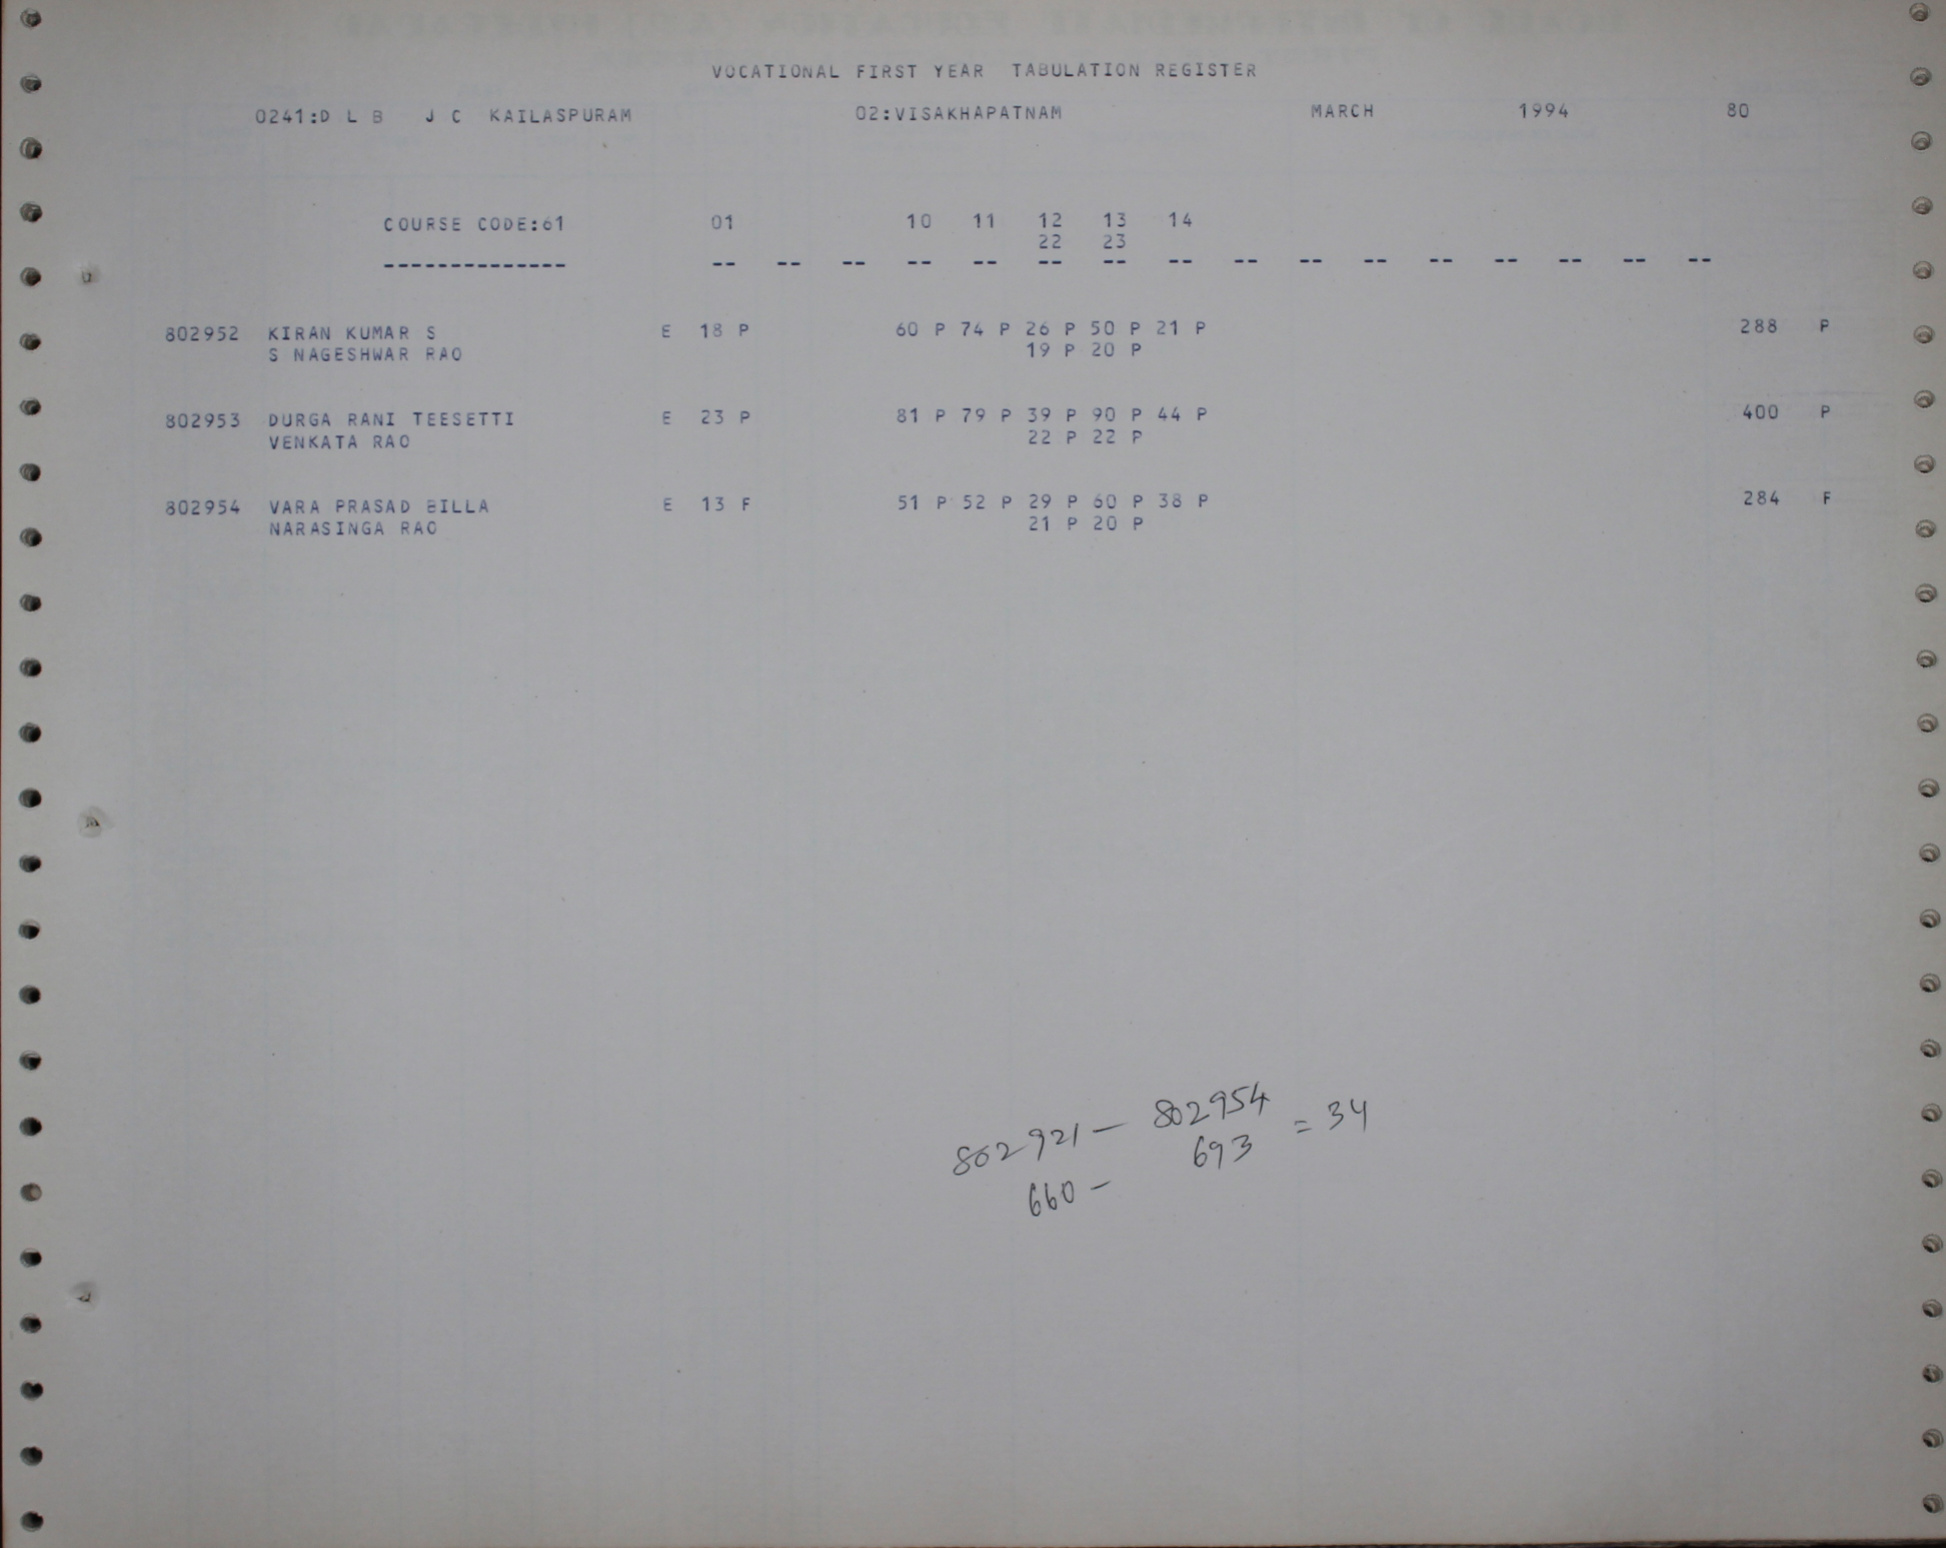 VOCATIONAL FIRST YEAR TABULATION REGISTER
0241:D L B J C KAILASPURAM 02:VISAKHAPATNAM MARCH 1994 80
COURSE CODE:61 01 10 11 12 13 14
22 23
-------------- -- -- -- -- -- -- -- -- -- -- -- -- -- -- -- --
802952 KIRAN KUMAR S E 18 P 60 P 74 P 26 P 50 P 21 P 288 P
S NAGESHWAR RAO 19 P 20 P
802953 DURGA RANI TEESETTI E 23 P 81 P 79 P 39 P 90 P 44 P 400 P
VENKATA RAO 22 P 22 P
802954 VARA PRASAD BILLA E 13 F 51 P 52 P 29 P 60 P 38 P 284 F
NARASINGA RAO 21 P 20 P
802921 - 802954 = 34
660 - 693